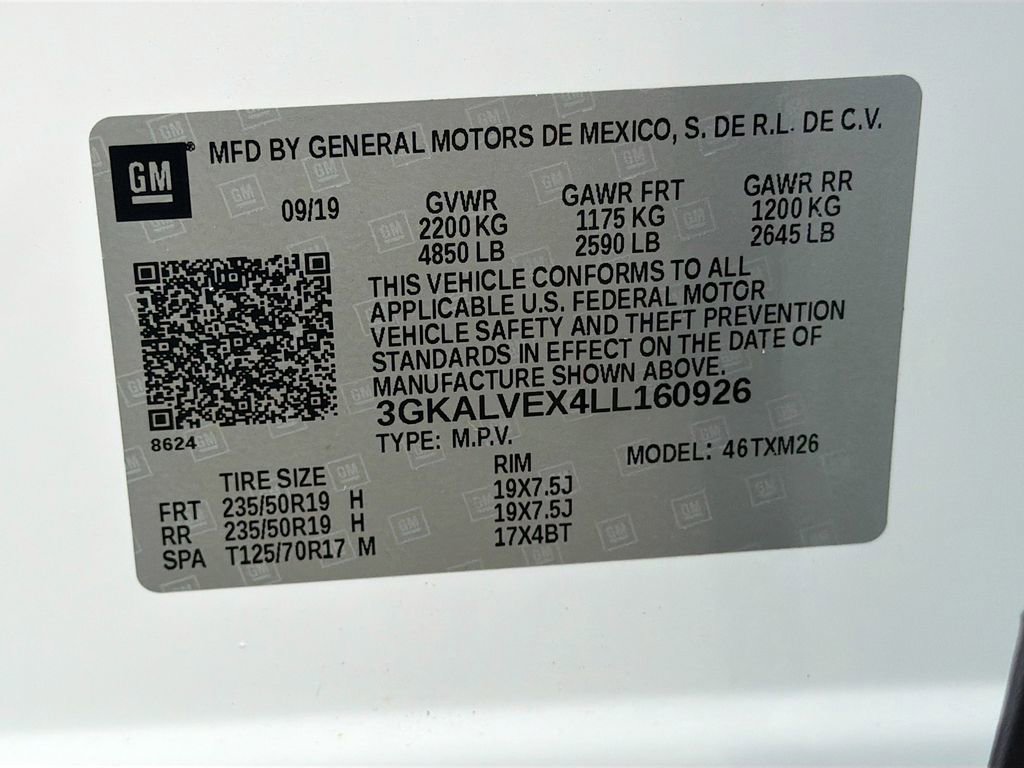 GM® MFD BY GENERAL MOTORS DE MEXICO, S. DE R.L. DE C.V.
09/19 GVWR GAWR FRT GAWR RR
2200 KG 1175 KG 1200 KG
4850 LB 2590 LB 2645 LB
THIS VEHICLE CONFORMS TO ALL
APPLICABLE U.S. FEDERAL MOTOR
VEHICLE SAFETY AND THEFT PREVENTION
STANDARDS IN EFFECT ON THE DATE OF
MANUFACTURE SHOWN ABOVE.
3GKALVEX4LL160926
8624
TYPE: M.P.V. MODEL: 46TXM26
TIRE SIZE RIM
FRT 235/50R19 H 19X7.5J
RR 235/50R19 H 19X7.5J
SPA T125/70R17 M 17X4BT